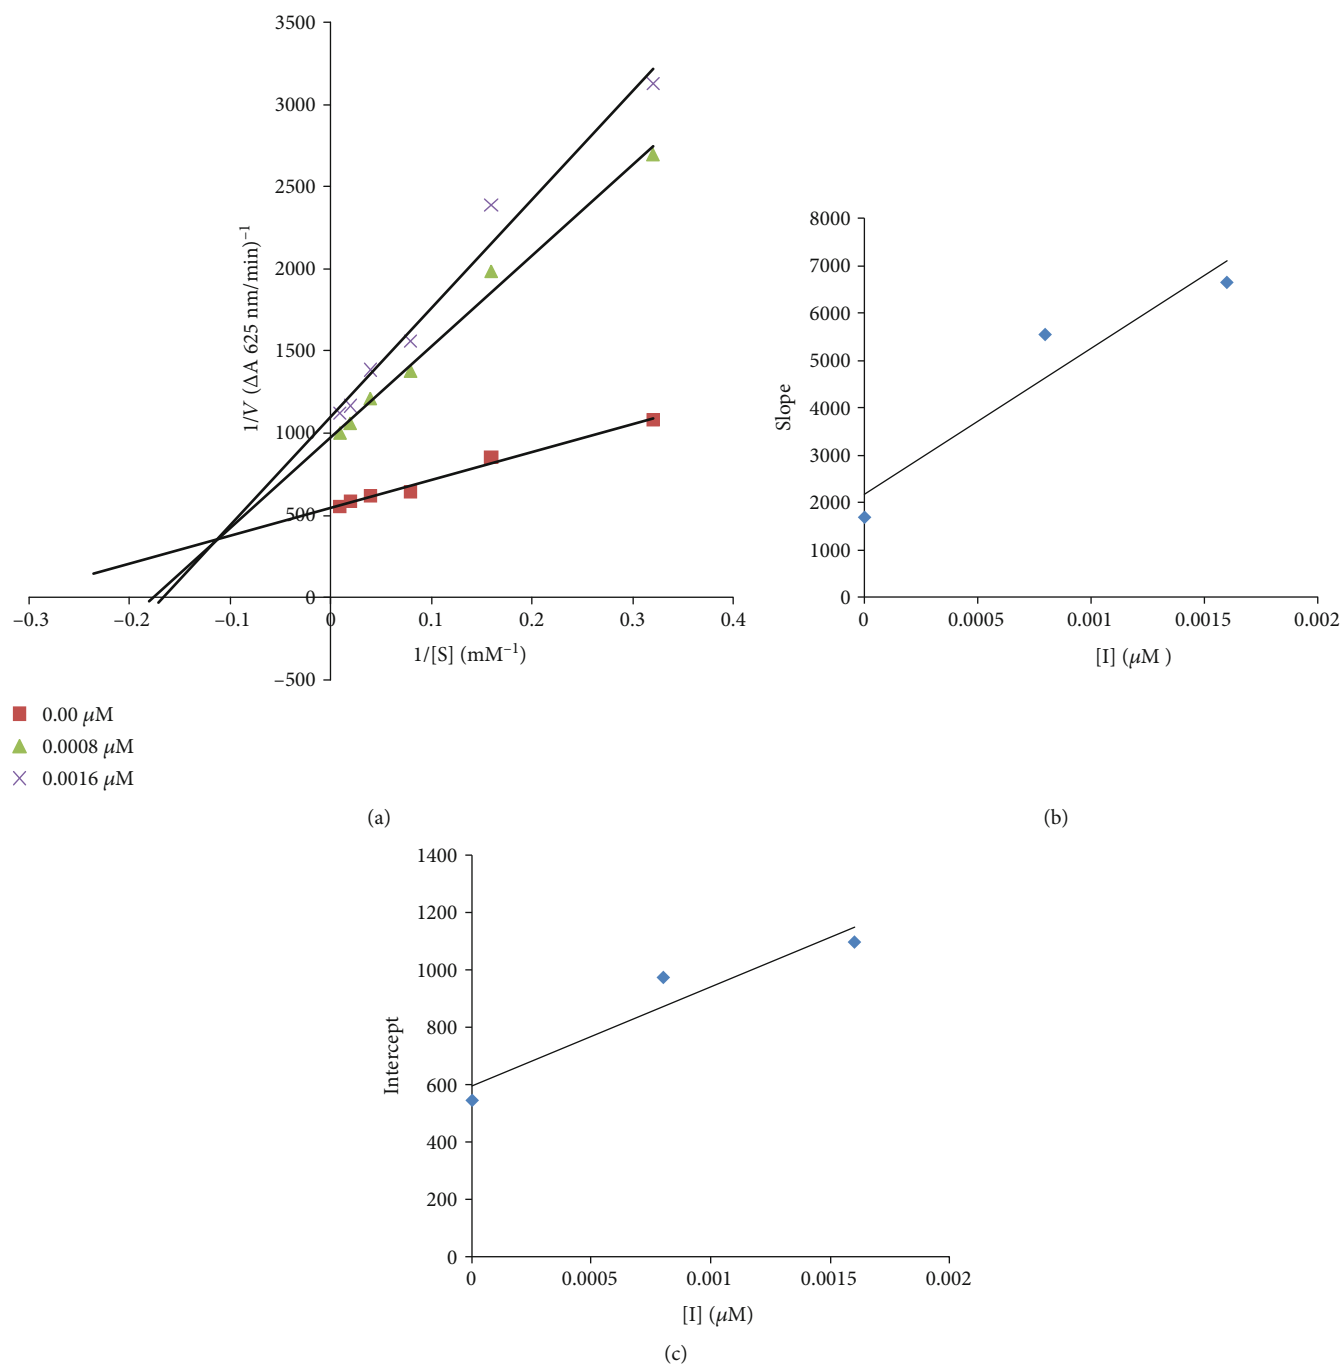 3500
3000
2500
2000
1500
1000
500
0
−500
1/V (ΔA 625 nm/min)⁻¹
−0.3 −0.2 −0.1 0 0.1 0.2 0.3 0.4
1/[S] (mM⁻¹)
0.00 μM
0.0008 μM
0.0016 μM
(a)
8000
7000
6000
5000
4000
3000
2000
1000
0
Slope
0 0.0005 0.001 0.0015 0.002
[I] (μM )
(b)
1400
1200
1000
800
600
400
200
0
Intercept
0 0.0005 0.001 0.0015 0.002
[I] (μM)
(c)